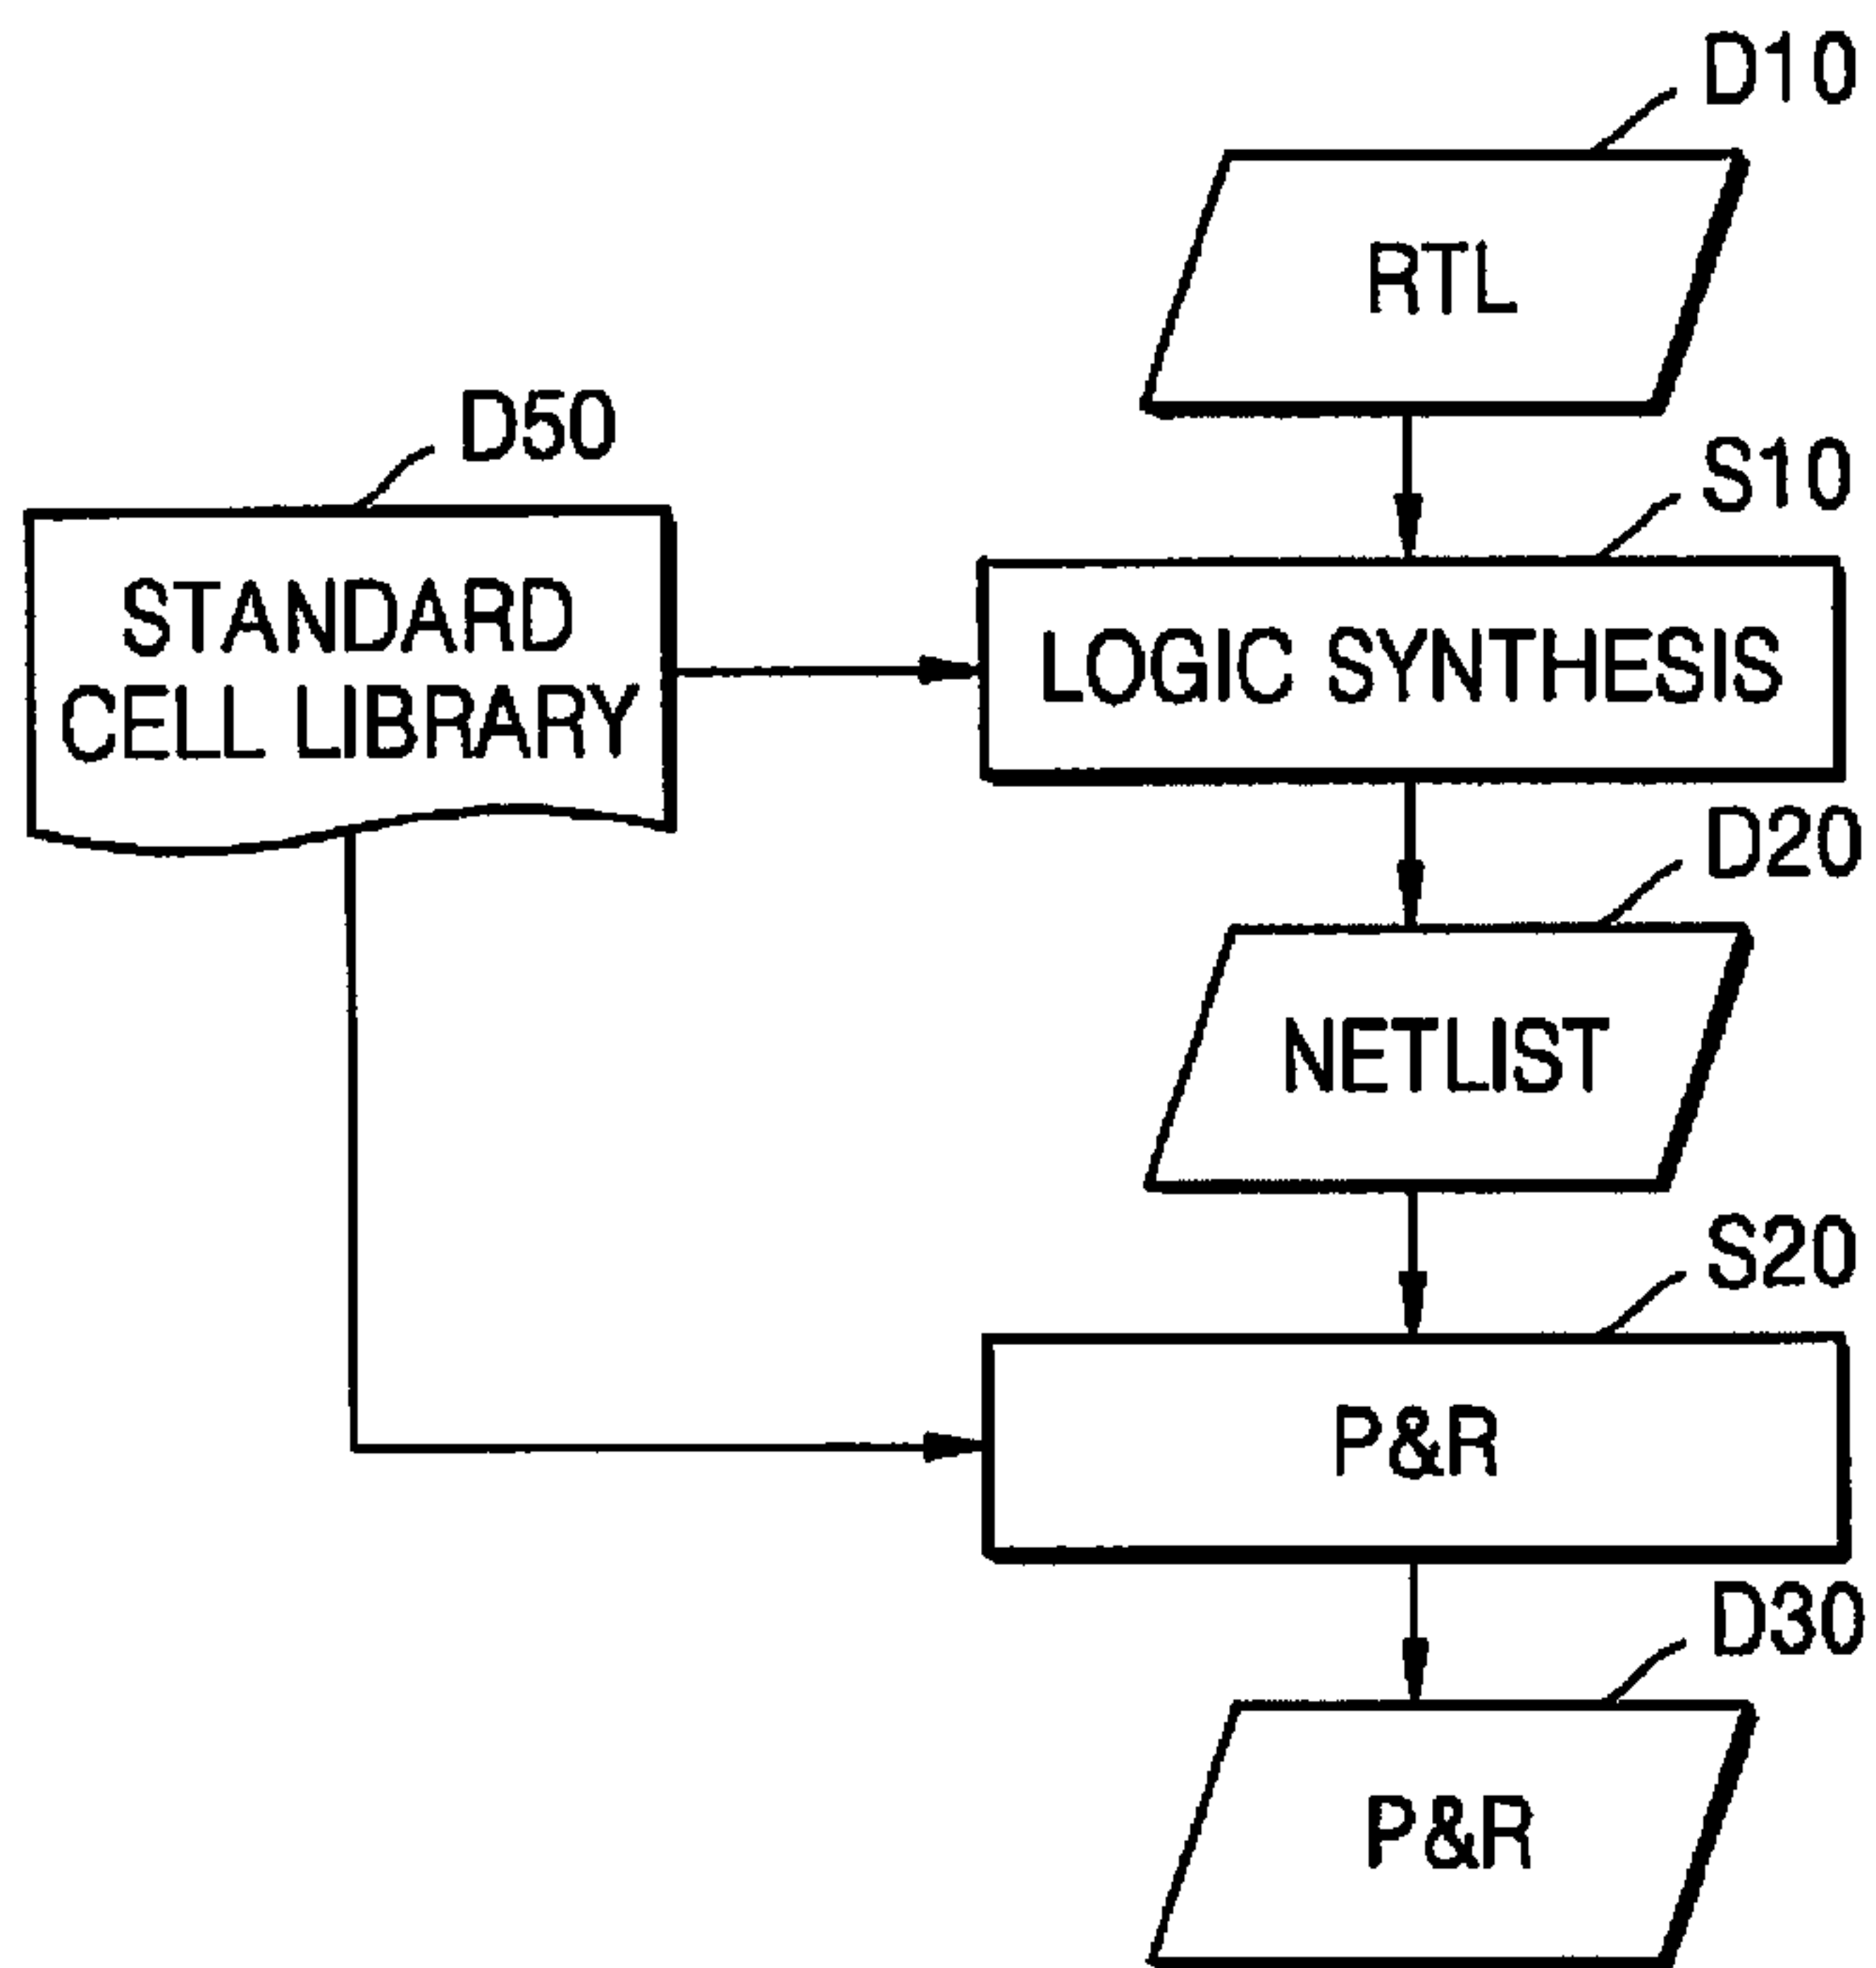 D10
RTL
D50
S10
STANDARD
CELL LIBRARY
LOGIC SYNTHESIS
D20
NETLIST
S20
P&R
D30
P&R